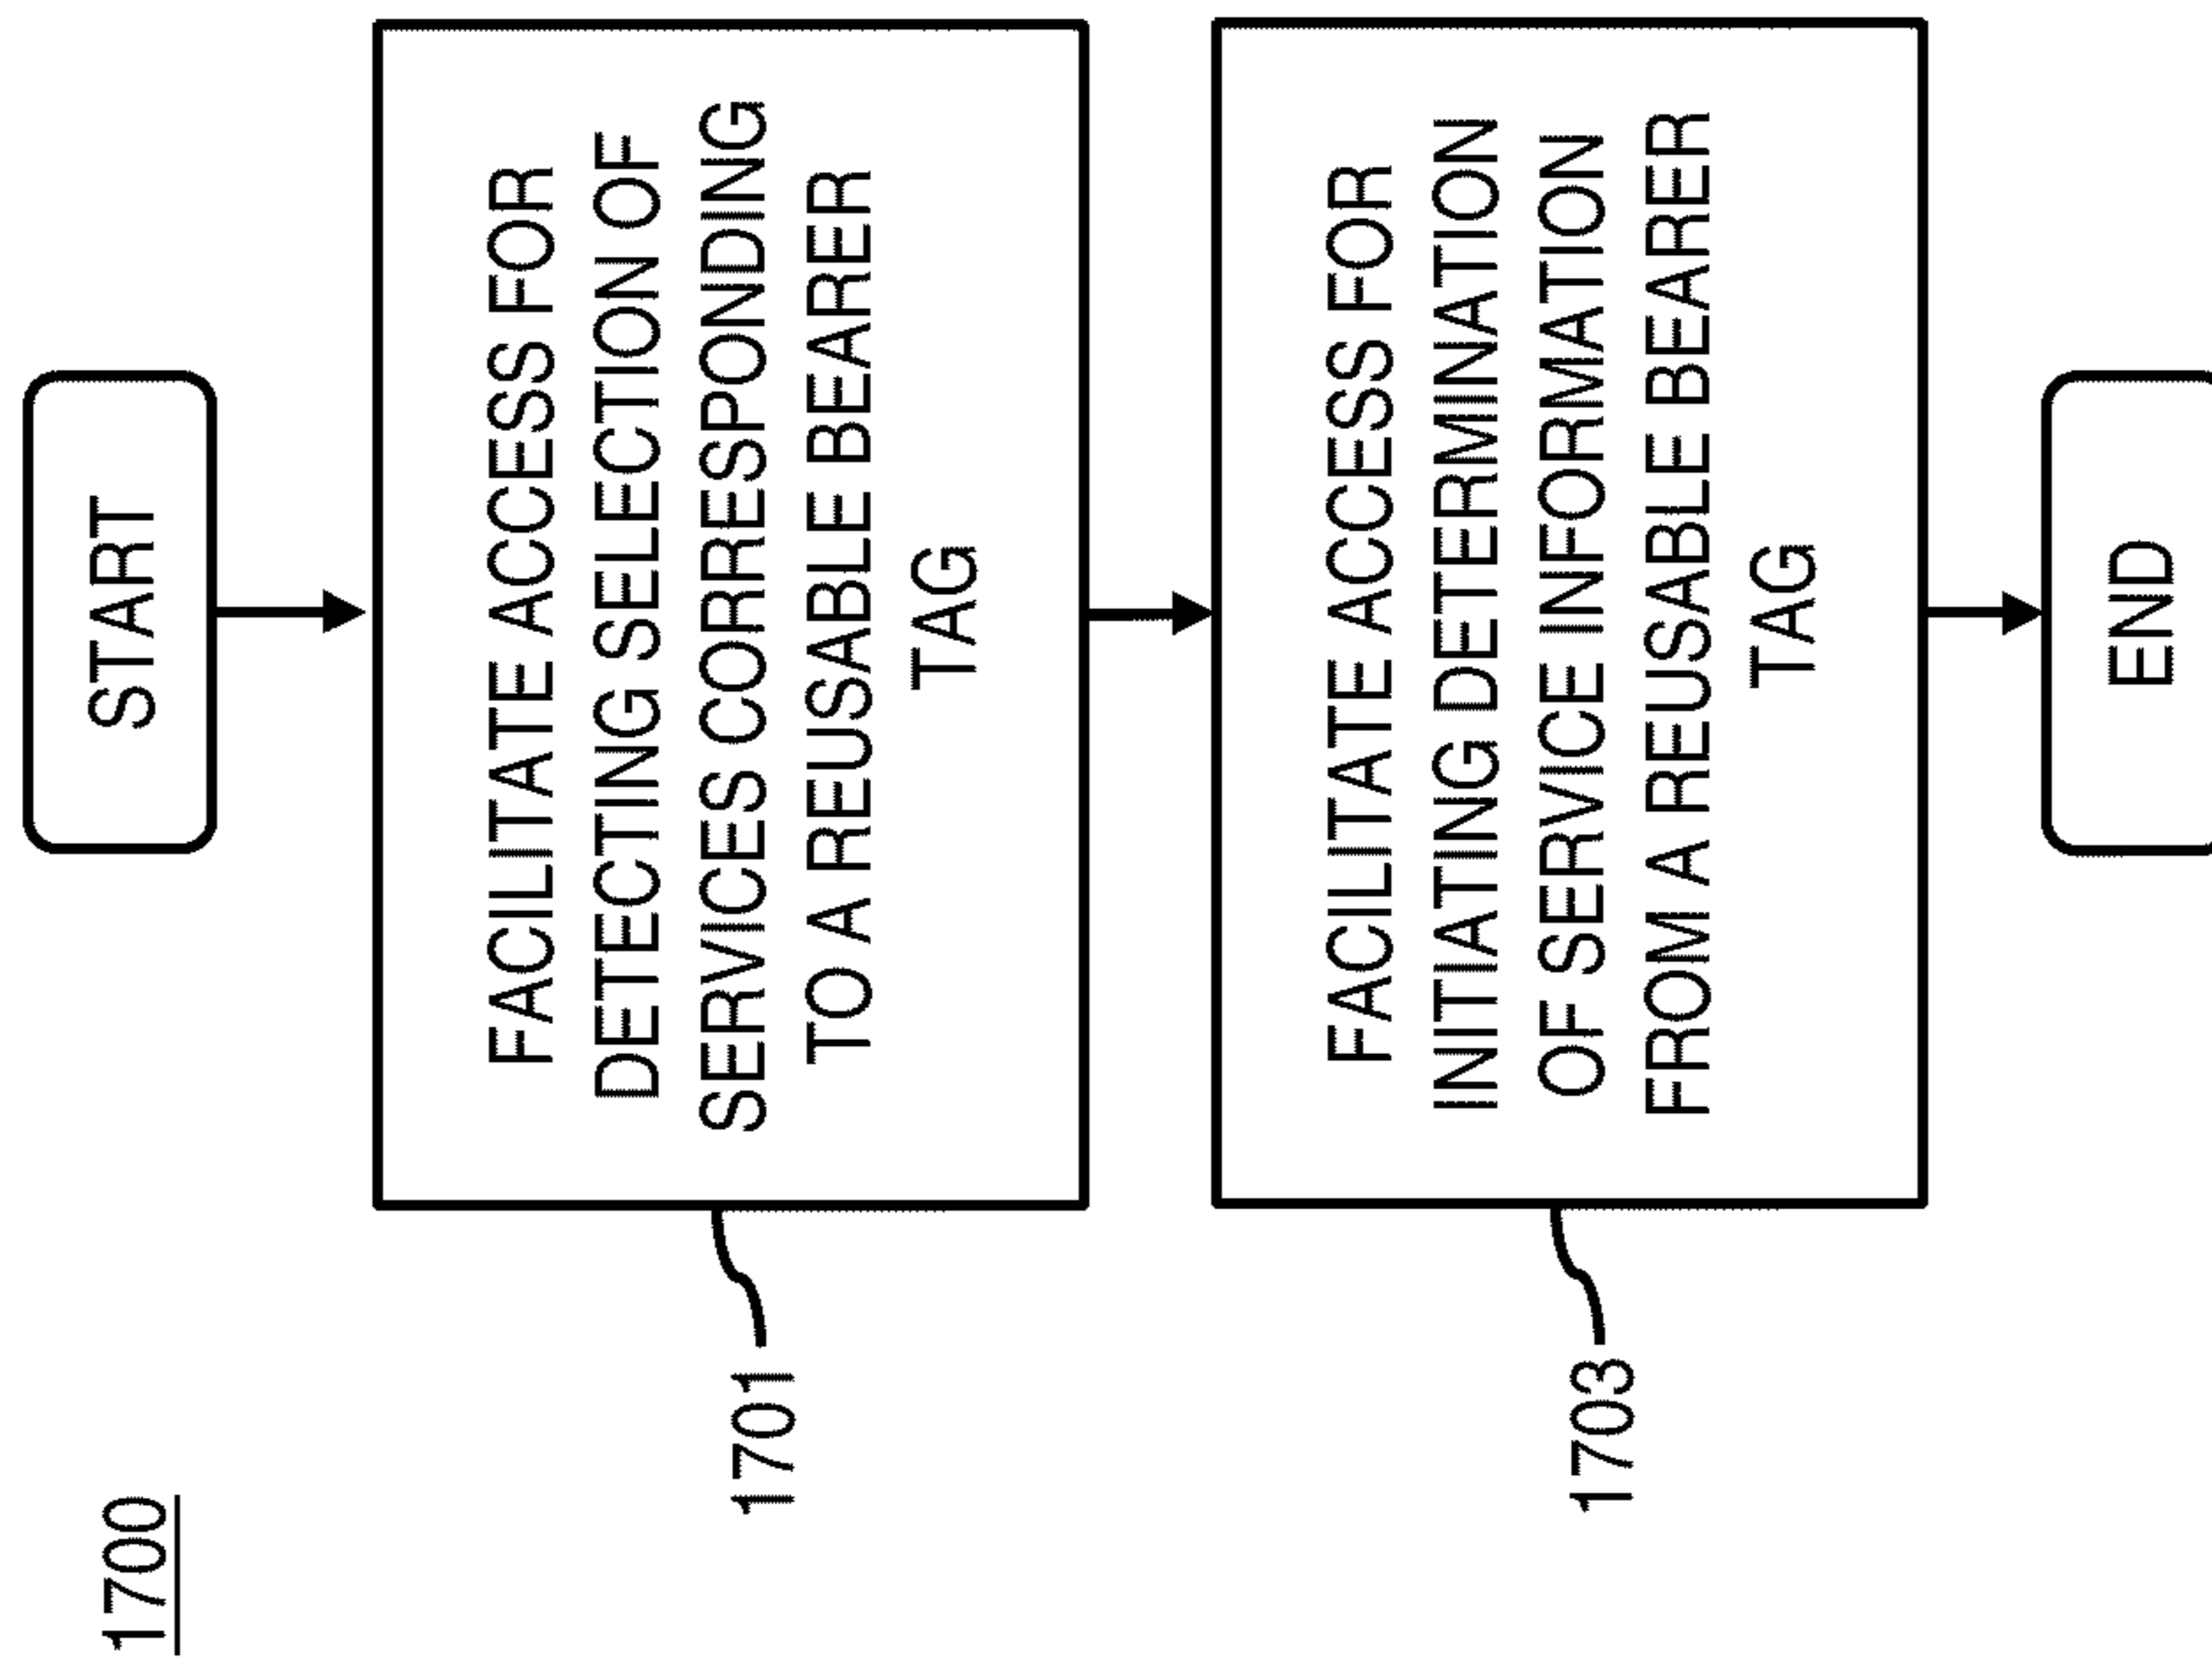 1700
START
FACILITATE ACCESS FOR
DETECTING SELECTION OF
SERVICES CORRESPONDING
TO A REUSABLE BEARER
TAG
1701
FACILITATE ACCESS FOR
INITIATING DETERMINATION
OF SERVICE INFORMATION
FROM A REUSABLE BEARER
TAG
1703
END